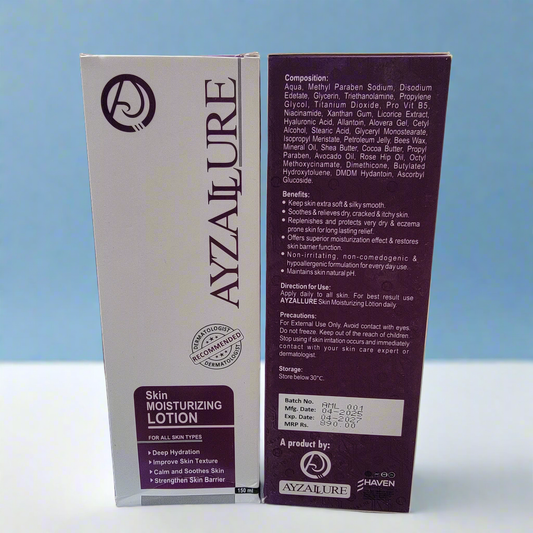 AYZALLURE
DERMATOLOGIST
RECOMMENDED
DERMATOLOGIST
Skin
MOISTURIZING
LOTION
FOR ALL SKIN TYPES
Deep Hydration
Improve Skin Texture
Calm and Soothes Skin
Strengthen Skin Barrier
150 ml
Composition:
Aqua, Methyl Paraben Sodium, Disodium
Edetate, Glycerin, Triethanolamine, Propylene
Glycol, Titanium Dioxide, Pro Vit B5,
Niacinamide, Xanthan Gum, Licorice Extract,
Hyaluronic Acid, Allantoin, Alovera Gel, Cetyl
Alcohol, Stearic Acid, Glyceryl Monostearate,
Isopropyl Meristate, Petroleum Jelly, Bees Wax,
Mineral Oil, Shea Butter, Cocoa Butter, Propyl
Paraben, Avocado Oil, Rose Hip Oil, Octyl
Methoxycinamate, Dimethicone, Butylated
Hydroxytoluene, DMDM Hydantoin, Ascorbyl
Glucoside.
Benefits:
• Keep skin extra soft & silky smooth.
• Soothes & relieves dry, cracked & itchy skin.
• Replenishes and protects very dry & eczema
prone skin for long lasting relief.
• Offers superior moisturization effect & restores
skin barrier function.
• Non-irritating, non-comedogenic &
hypoallergenic formulation for every day use.
• Maintains skin natural pH.
Direction for Use:
Apply daily to all skin. For best result use
AYZALLURE Skin Moisturizing Lotion daily.
Precautions:
For External Use Only. Avoid contact with eyes.
Do not freeze. Keep out of the reach of children.
Stop using if skin irritation occurs and immediately
contact with your skin care expert or
dermatologist.
Storage:
Store below 30°C.
Batch No. AML 001
Mfg. Date: 04-2025
Exp. Date: 04-2027
MRP Rs. 890.00
A product by:
AYZALLURE
HAVEN